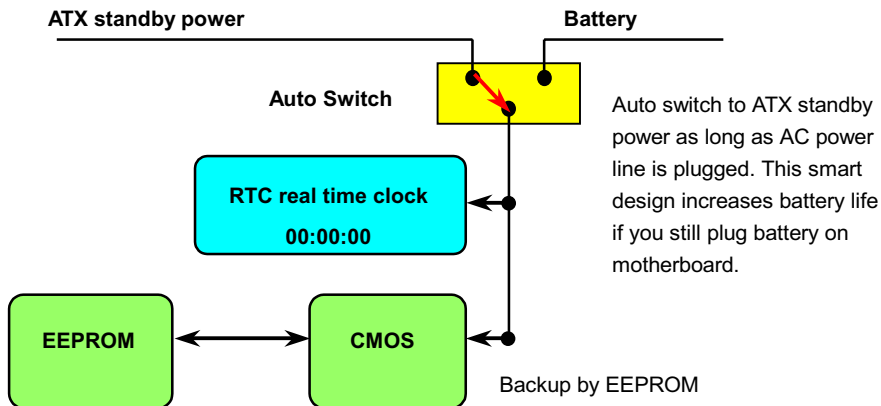 ATX standby power
Battery
Auto Switch
Auto switch to ATX standby
power as long as AC power
line is plugged. This smart
design increases battery life
if you still plug battery on
motherboard.
RTC real time clock
00:00:00
EEPROM
CMOS
Backup by EEPROM